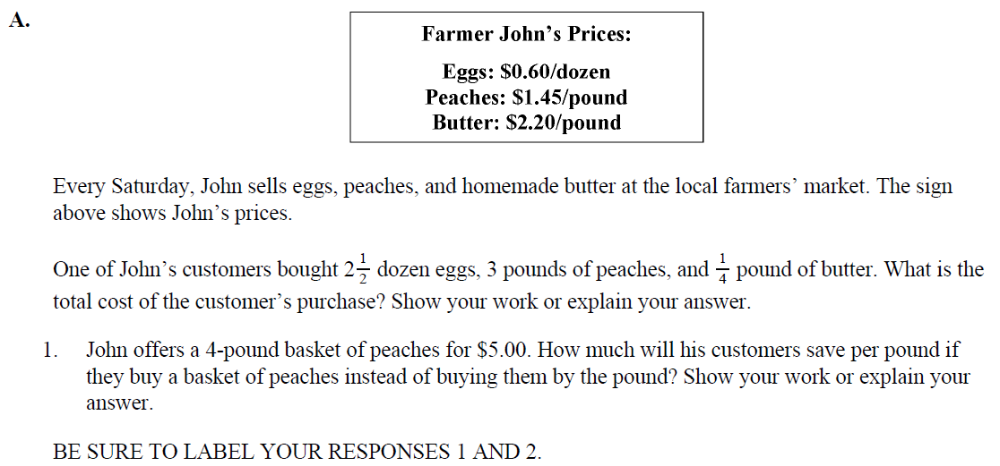 A.
Farmer John's Prices:
Eggs: $0.60/dozen
Peaches: $1.45/pound
Butter: $2.20/pound
Every Saturday, John sells eggs, peaches, and homemade butter at the local farmers' market. The sign
above shows John's prices.
One of John's customers bought 2 1/2 dozen eggs, 3 pounds of peaches, and 1/4 pound of butter. What is the
total cost of the customer's purchase? Show your work or explain your answer.
1. John offers a 4-pound basket of peaches for $5.00. How much will his customers save per pound if
they buy a basket of peaches instead of buying them by the pound? Show your work or explain your
answer.
BE SURE TO LABEL YOUR RESPONSES 1 AND 2.